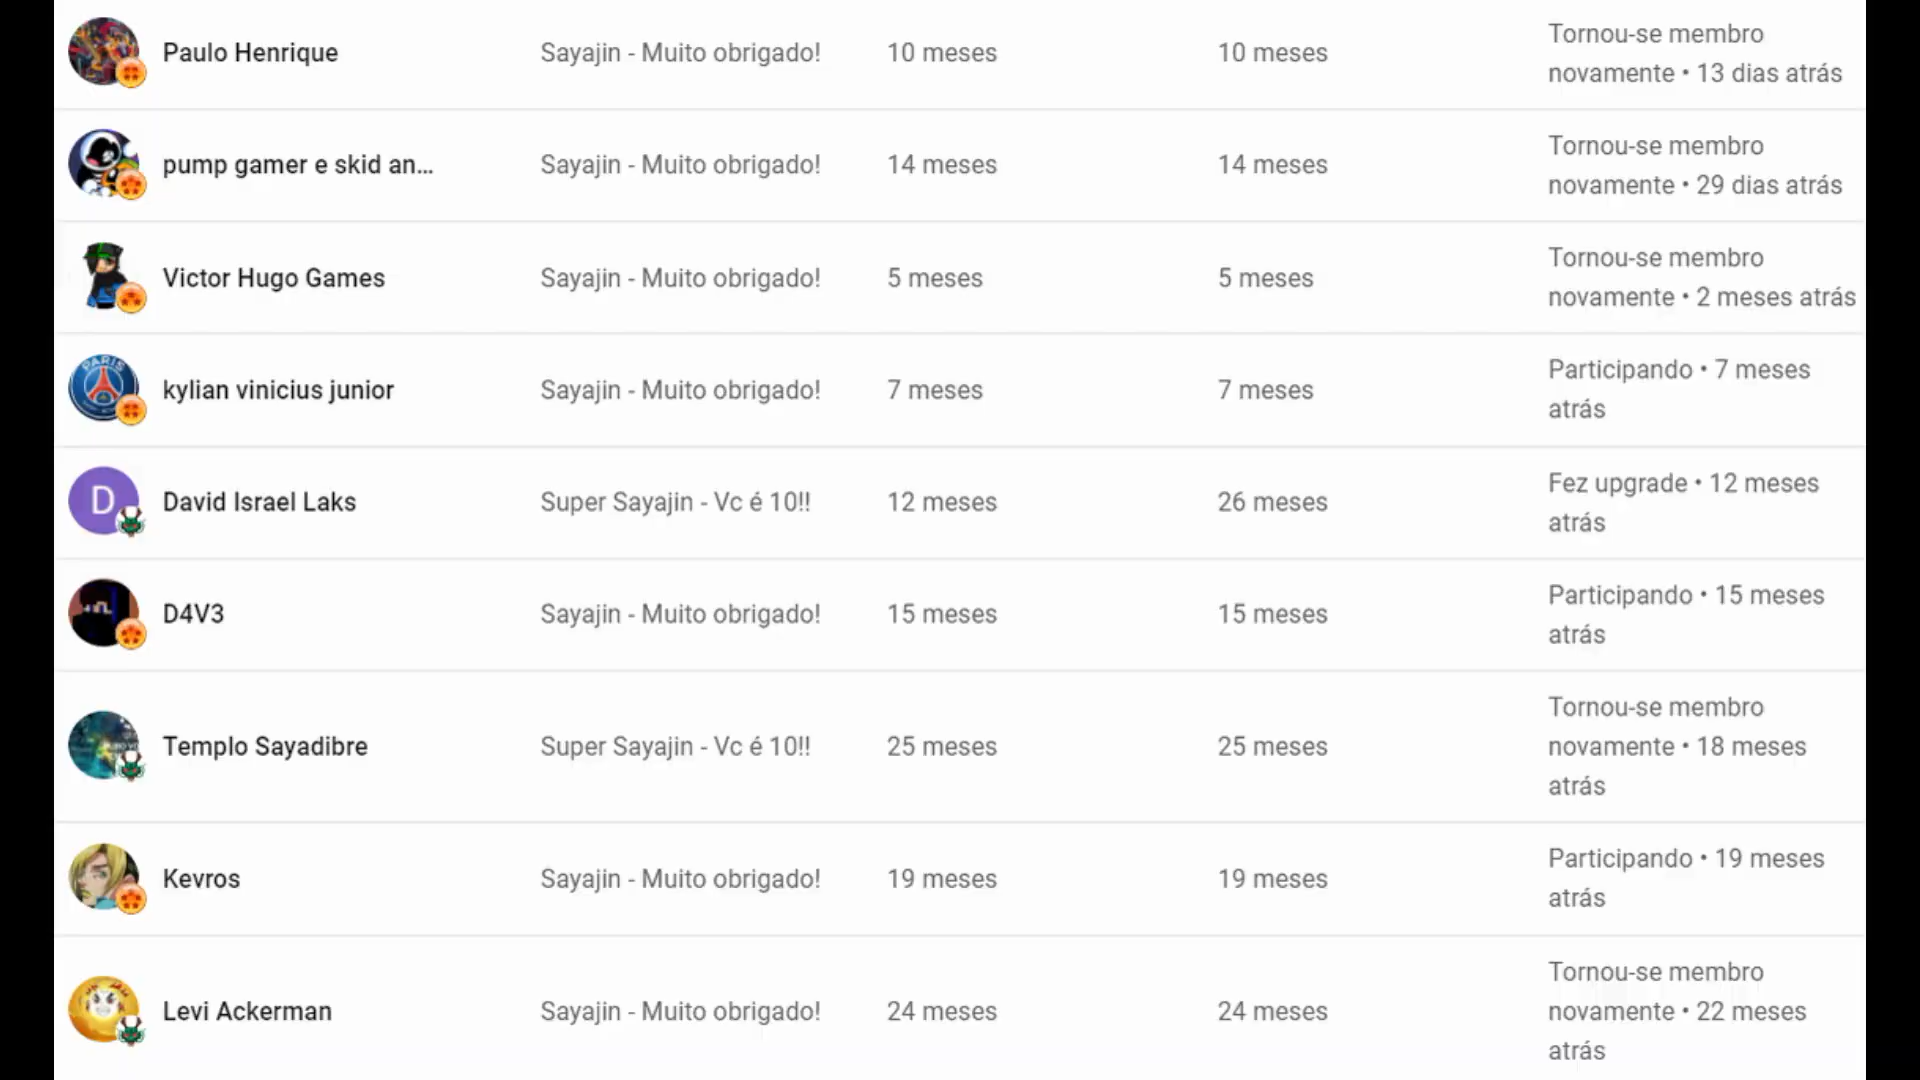 Paulo Henrique
Sayajin - Muito obrigado!
10 meses
10 meses
Tornou-se membro
novamente • 13 dias atrás
pump gamer e skid an...
Sayajin - Muito obrigado!
14 meses
14 meses
Tornou-se membro
novamente • 29 dias atrás
Victor Hugo Games
Sayajin - Muito obrigado!
5 meses
5 meses
Tornou-se membro
novamente • 2 meses atrás
PARIS
kylian vinicius junior
Sayajin - Muito obrigado!
7 meses
7 meses
Participando • 7 meses
atrás
D
David Israel Laks
Super Sayajin - Vc é 10!!
12 meses
26 meses
Fez upgrade • 12 meses
atrás
D4V3
Sayajin - Muito obrigado!
15 meses
15 meses
Participando • 15 meses
atrás
Templo Sayadibre
Super Sayajin - Vc é 10!!
25 meses
25 meses
Tornou-se membro
novamente • 18 meses
atrás
Kevros
Sayajin - Muito obrigado!
19 meses
19 meses
Participando • 19 meses
atrás
Levi Ackerman
Sayajin - Muito obrigado!
24 meses
24 meses
Tornou-se membro
novamente • 22 meses
atrás